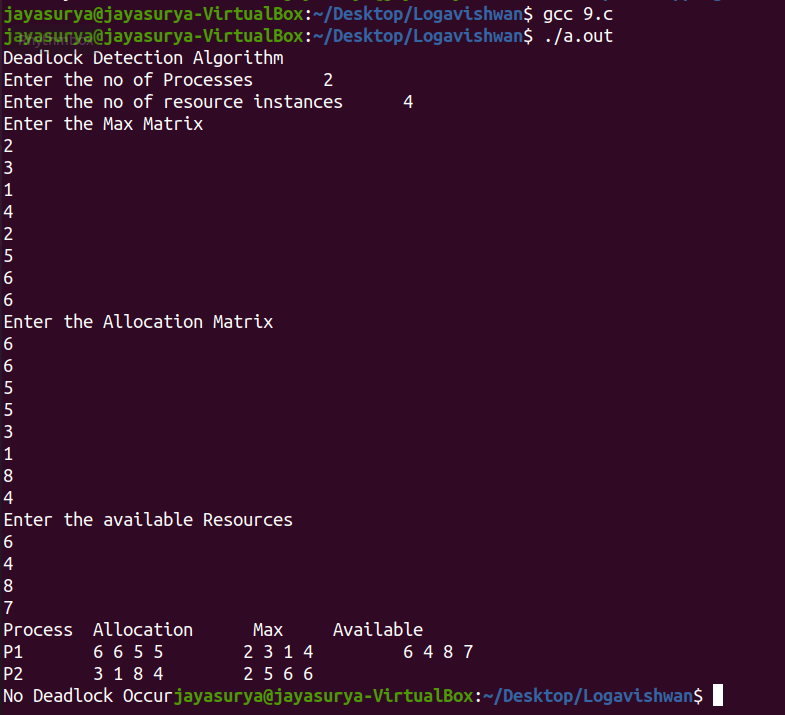 jayasurya@jayasurya-VirtualBox:~/Desktop/Logavishwan$ gcc 9.c
jayasurya@jayasurya-VirtualBox:~/Desktop/Logavishwan$ ./a.out
Deadlock Detection Algorithm
Enter the no of Processes 2
Enter the no of resource instances 4
Enter the Max Matrix
2
3
1
4
2
5
6
6
Enter the Allocation Matrix
6
6
5
5
3
1
8
4
Enter the available Resources
6
4
8
7
Process Allocation Max Available
P1 6 6 5 5 2 3 1 4 6 4 8 7
P2 3 1 8 4 2 5 6 6
No Deadlock Occurjayasurya@jayasurya-VirtualBox:~/Desktop/Logavishwan$